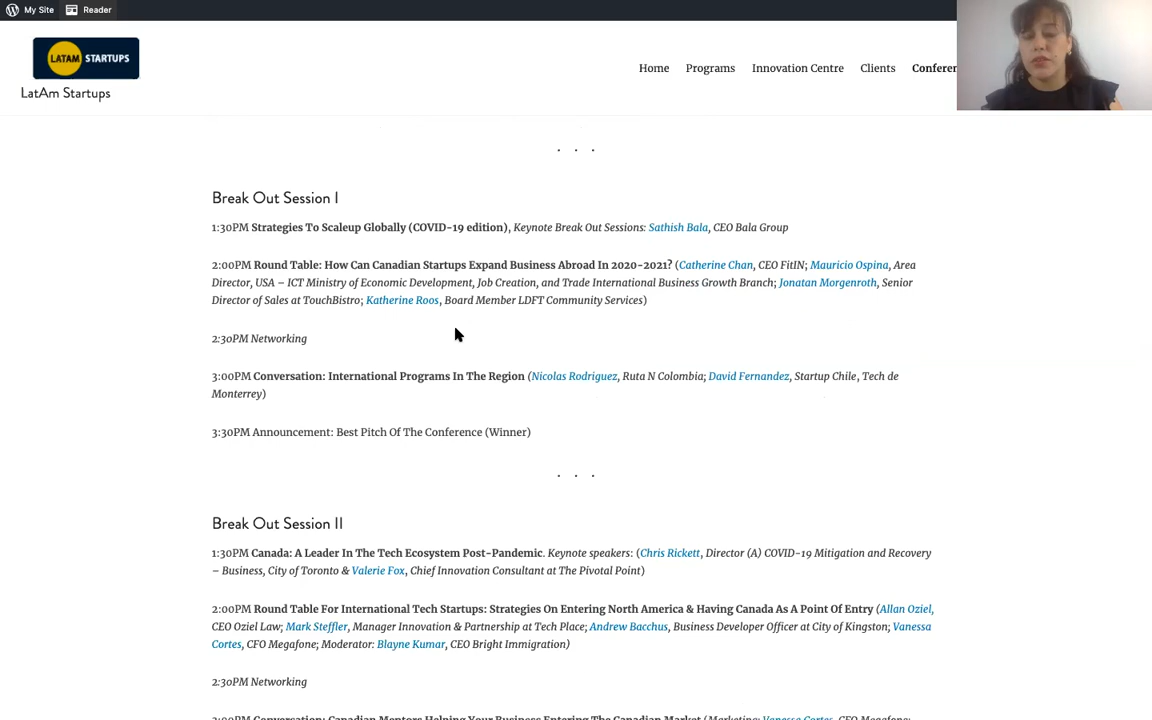 My Site
Reader
LATAM STARTUPS
LatAm Startups
Home
Programs
Innovation Centre
Clients
Conferen
Break Out Session I
1:30PM Strategies To Scaleup Globally (COVID-19 edition), Keynote Break Out Sessions: Sathish Bala, CEO Bala Group
2:00PM Round Table: How Can Canadian Startups Expand Business Abroad In 2020-2021? (Catherine Chan, CEO FitIN; Mauricio Ospina, Area
Director, USA – ICT Ministry of Economic Development, Job Creation, and Trade International Business Growth Branch; Jonatan Morgenroth, Senior
Director of Sales at TouchBistro; Katherine Roos, Board Member LDFT Community Services)
2:30PM Networking
3:00PM Conversation: International Programs In The Region (Nicolas Rodriguez, Ruta N Colombia; David Fernandez, Startup Chile, Tech de
Monterrey)
3:30PM Announcement: Best Pitch Of The Conference (Winner)
Break Out Session II
1:30PM Canada: A Leader In The Tech Ecosystem Post-Pandemic. Keynote speakers: (Chris Rickett, Director (A) COVID-19 Mitigation and Recovery
– Business, City of Toronto & Valerie Fox, Chief Innovation Consultant at The Pivotal Point)
2:00PM Round Table For International Tech Startups: Strategies On Entering North America & Having Canada As A Point Of Entry (Allan Oziel,
CEO Oziel Law; Mark Steffler, Manager Innovation & Partnership at Tech Place; Andrew Bacchus, Business Developer Officer at City of Kingston; Vanessa
Cortes, CFO Megafone; Moderator: Blayne Kumar, CEO Bright Immigration)
2:30PM Networking
3:00PM Conversation: Canadian Mentors Helping Your Business Entering The Canadian Market (Marketing: Vanessa Cortes, CFO Megafone;